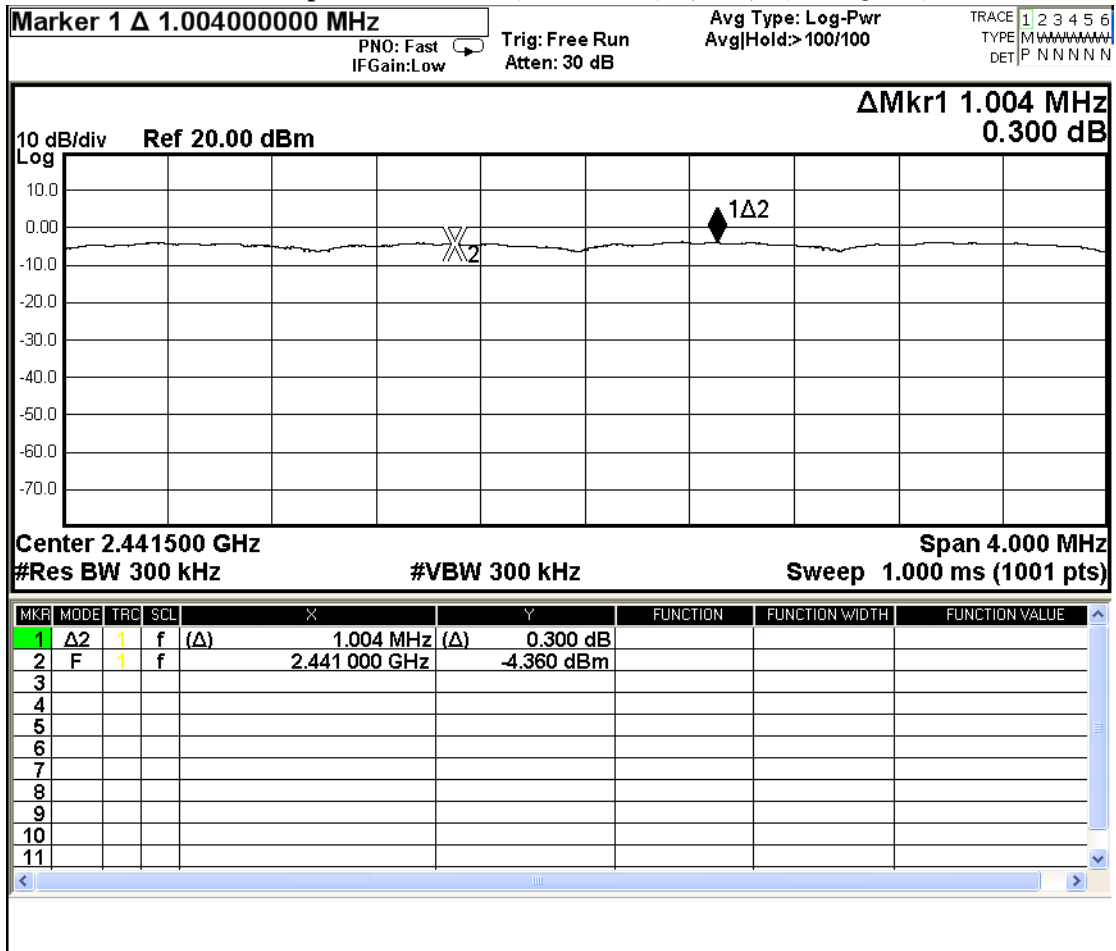 Marker 1 Δ 1.004000000 MHz
PNO: Fast
IFGain:Low
Trig: Free Run
Atten: 30 dB
Avg Type: Log-Pwr
Avg|Hold:> 100/100
TRACE 1 2 3 4 5 6
TYPE M W W W W W
DET P N N N N N
ΔMkr1 1.004 MHz
0.300 dB
10 dB/div Ref 20.00 dBm
Log
10.0
0.00
-10.0
-20.0
-30.0
-40.0
-50.0
-60.0
-70.0
1Δ2
2
Center 2.441500 GHz Span 4.000 MHz
#Res BW 300 kHz #VBW 300 kHz Sweep 1.000 ms (1001 pts)
MKR MODE TRC SCL X Y FUNCTION FUNCTION WIDTH FUNCTION VALUE
1 Δ2 1 f (Δ) 1.004 MHz (Δ) 0.300 dB
2 F 1 f 2.441 000 GHz -4.360 dBm
3
4
5
6
7
8
9
10
11